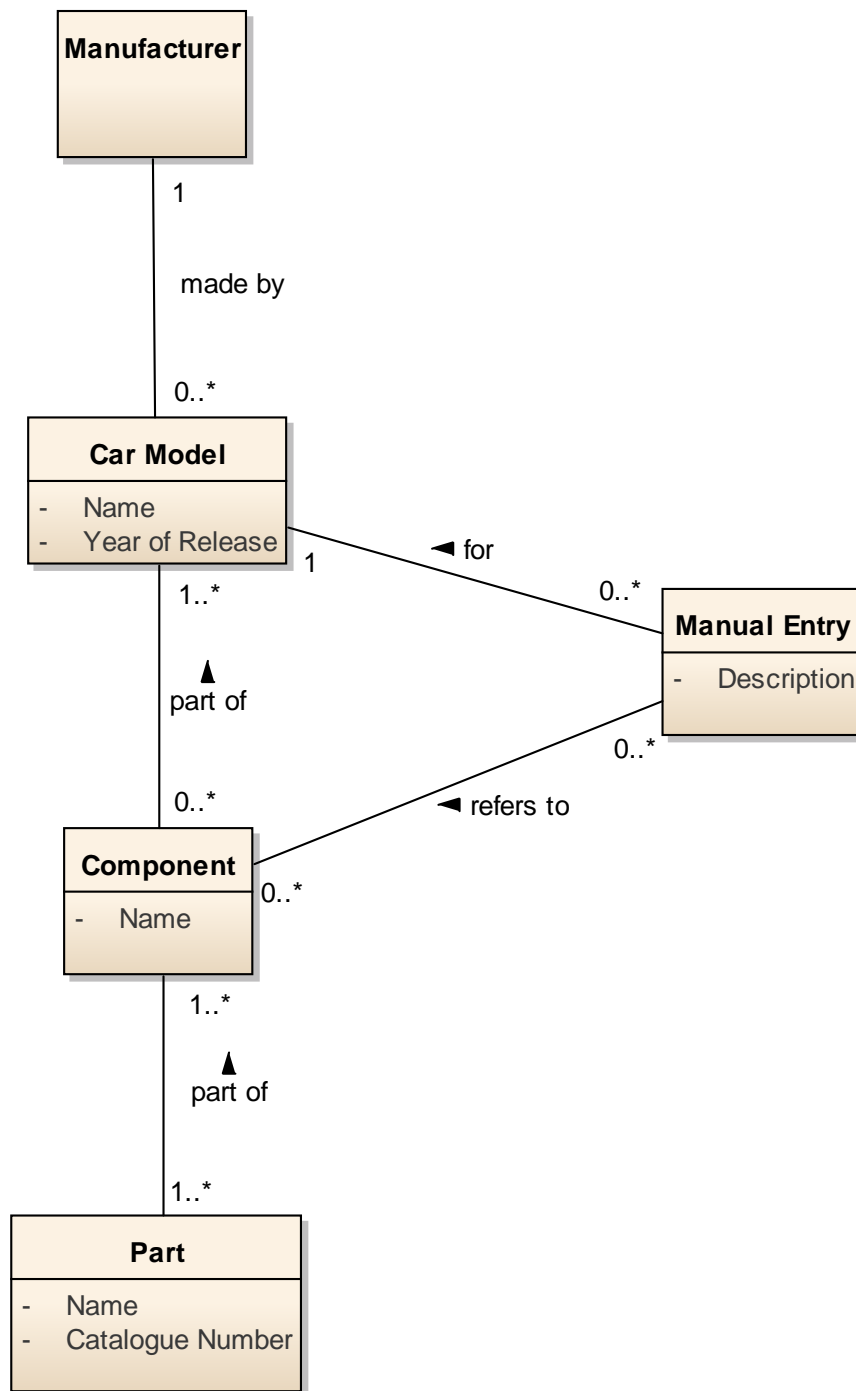 Manufacturer
1
made by
0..*
Car Model
- Name
- Year of Release
1
◄ for
0..*
1..*
Manual Entry
- Description
▲
part of
0..*
◄ refers to
0..*
Component
0..*
- Name
1..*
▲
part of
1..*
Part
- Name
- Catalogue Number